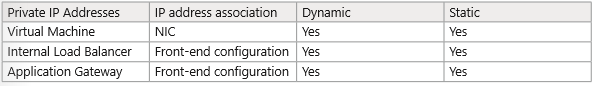 Private IP Addresses IP address association Dynamic Static
Virtual Machine NIC Yes Yes
Internal Load Balancer Front-end configuration Yes Yes
Application Gateway Front-end configuration Yes Yes